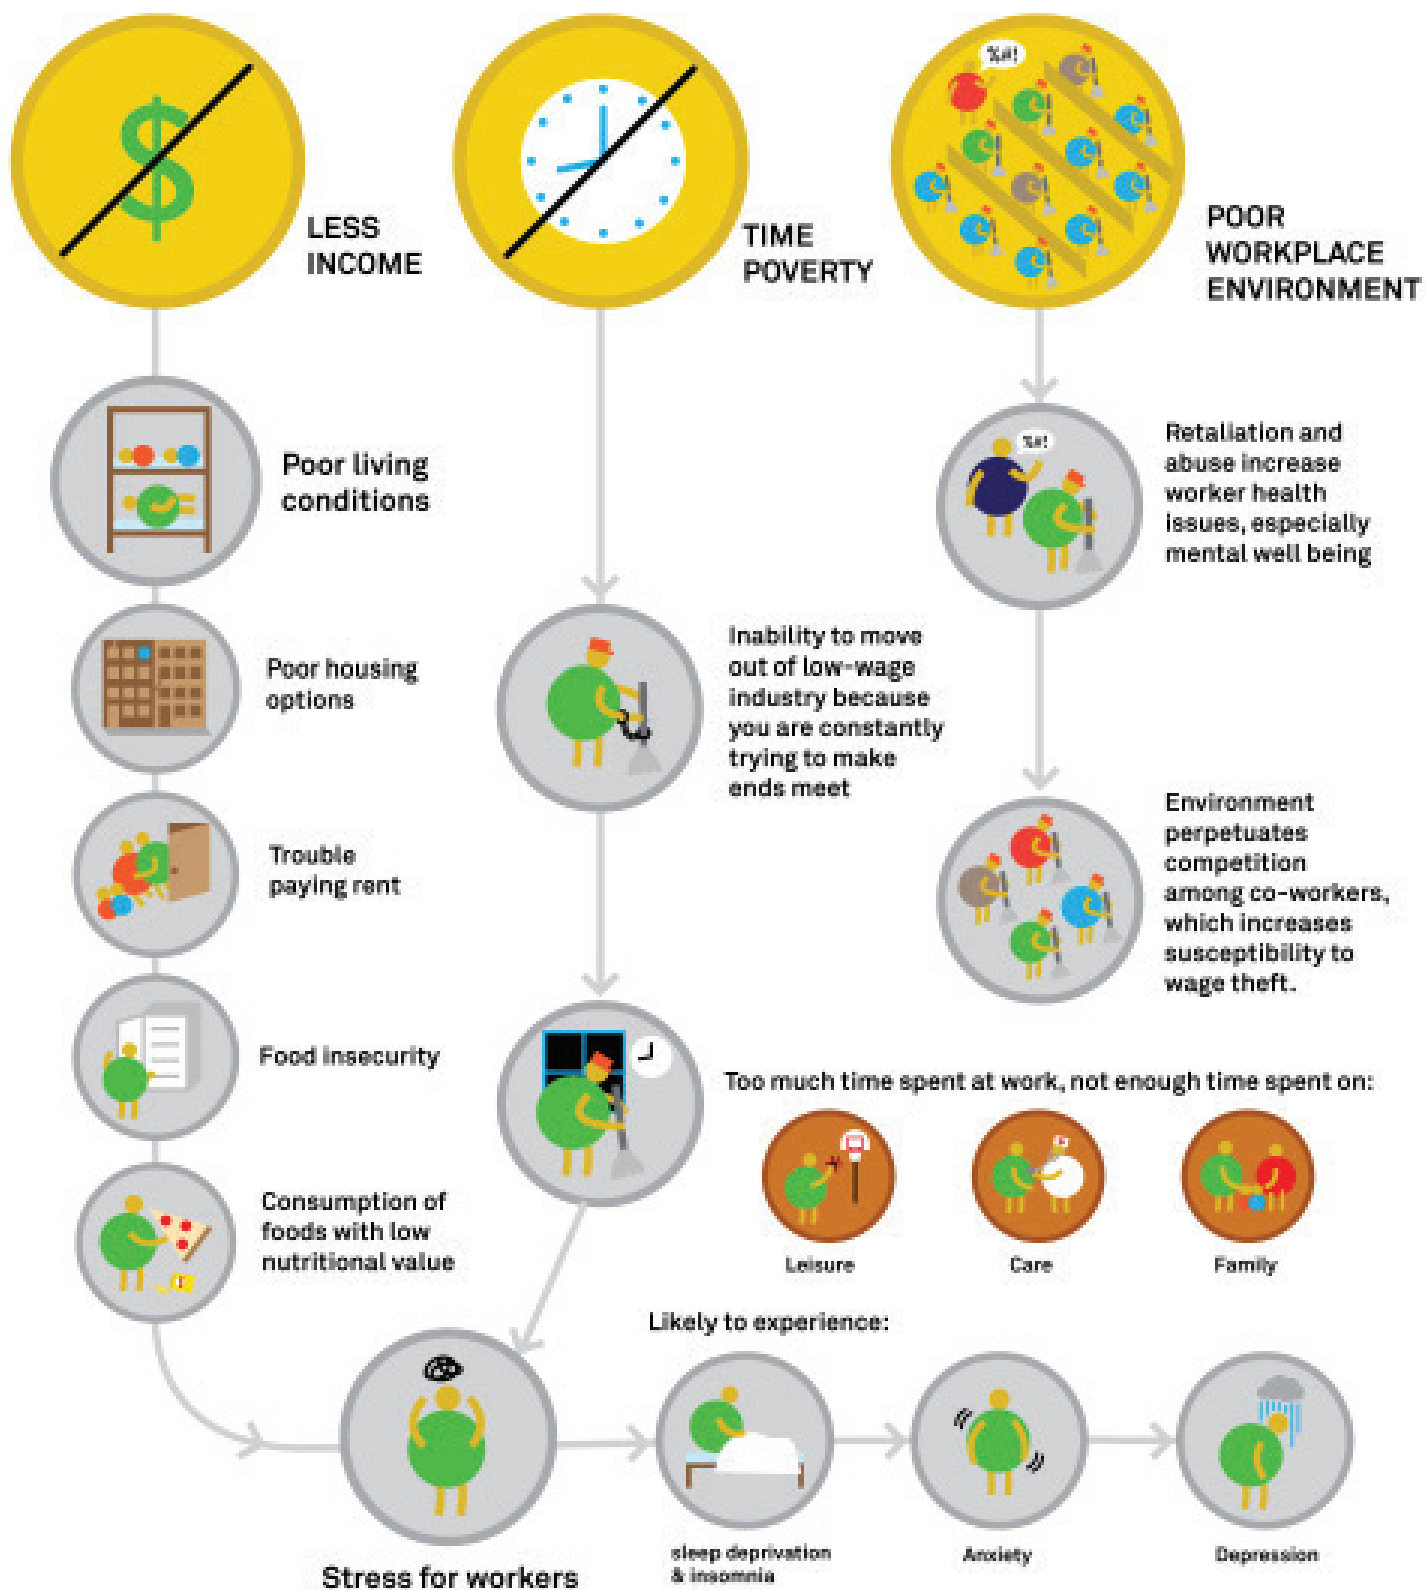 %#!
LESS
INCOME
TIME
POVERTY
POOR
WORKPLACE
ENVIRONMENT
Poor living
conditions
%#!
Retaliation and
abuse increase
worker health
issues, especially
mental well being
Poor housing
options
Inability to move
out of low-wage
industry because
you are constantly
trying to make
ends meet
Trouble
paying rent
Environment
perpetuates
competition
among co-workers,
which increases
susceptibility to
wage theft.
Food insecurity
Too much time spent at work, not enough time spent on:
Leisure
Care
Family
Consumption of
foods with low
nutritional value
Likely to experience:
Stress for workers
sleep deprivation
& insomnia
Anxiety
Depression